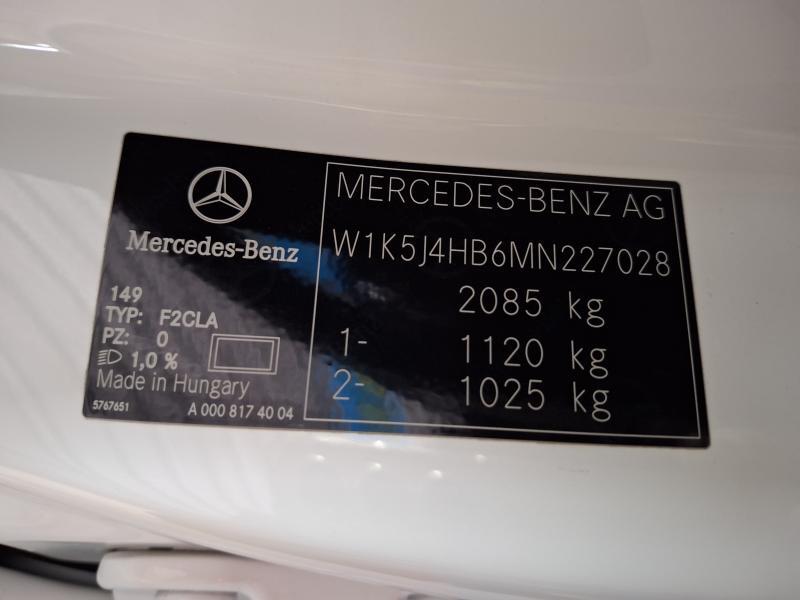 Mercedes-Benz
149
TYP: F2CLA
PZ: 0
1,0 %
Made in Hungary
5767651 A 000 817 40 04
MERCEDES-BENZ AG
W1K5J4HB6MN227028
2085 kg
1- 1120 kg
2- 1025 kg